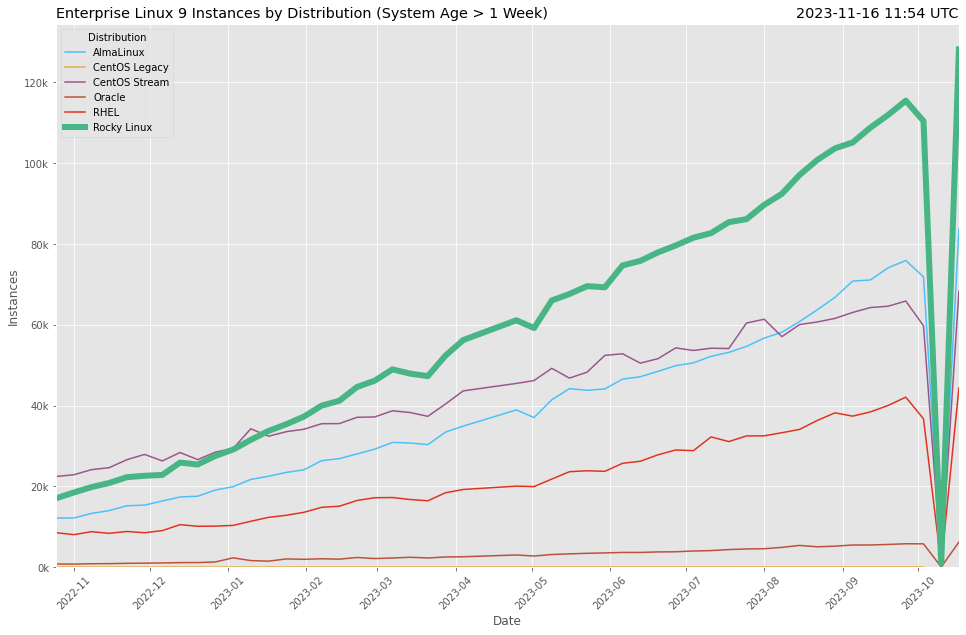 Enterprise Linux 9 Instances by Distribution (System Age > 1 Week)
2023-11-16 11:54 UTC
Distribution
AlmaLinux
CentOS Legacy
CentOS Stream
Oracle
RHEL
Rocky Linux
120k
100k
80k
60k
40k
20k
0k
Instances
2022-11
2022-12
2023-01
2023-02
2023-03
2023-04
2023-05
2023-06
2023-07
2023-08
2023-09
2023-10
Date